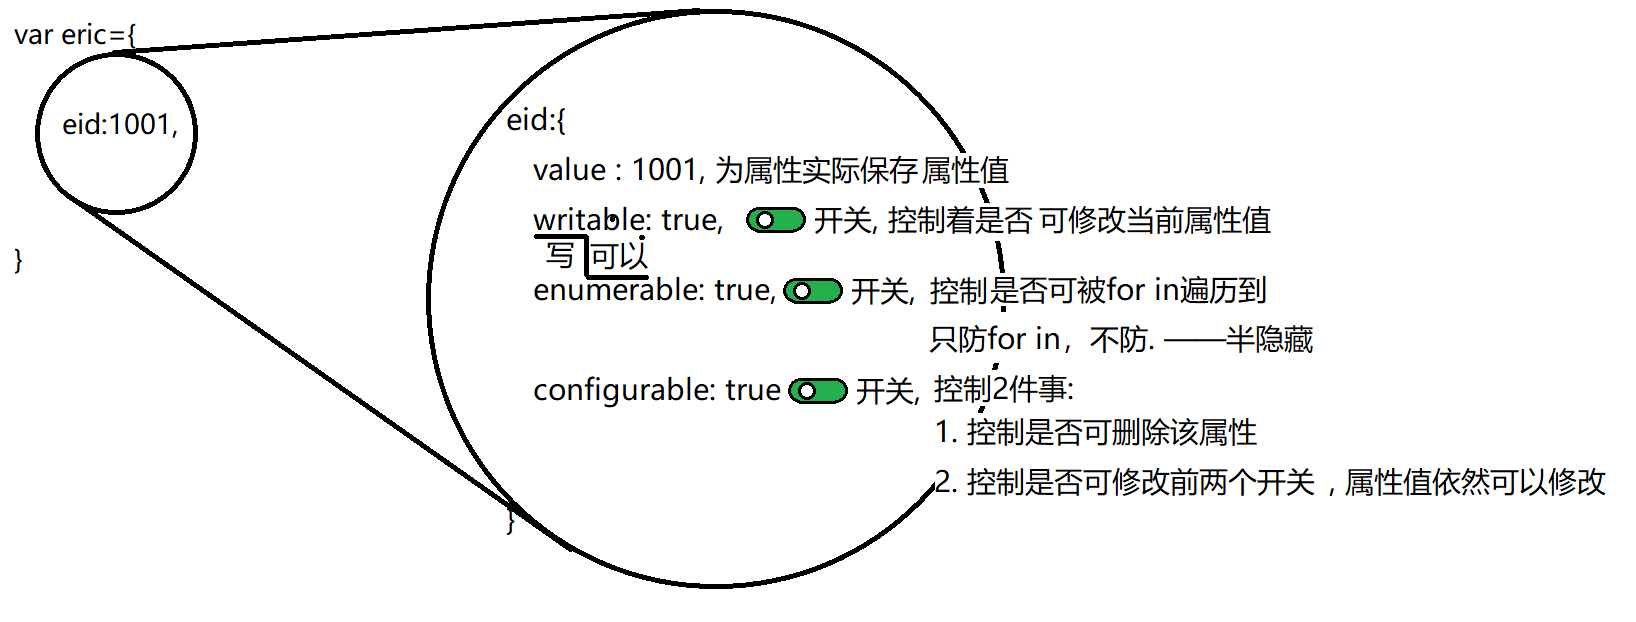 var eric={
eid:1001,
}
eid:{
value : 1001, 为属性实际保存属性值
writable: true, 开关, 控制着是否可修改当前属性值
写 可以
enumerable: true, 开关, 控制是否可被for in遍历到
只防for in，不防. ——半隐藏
configurable: true 开关, 控制2件事:
1. 控制是否可删除该属性
2. 控制是否可修改前两个开关 , 属性值依然可以修改
}